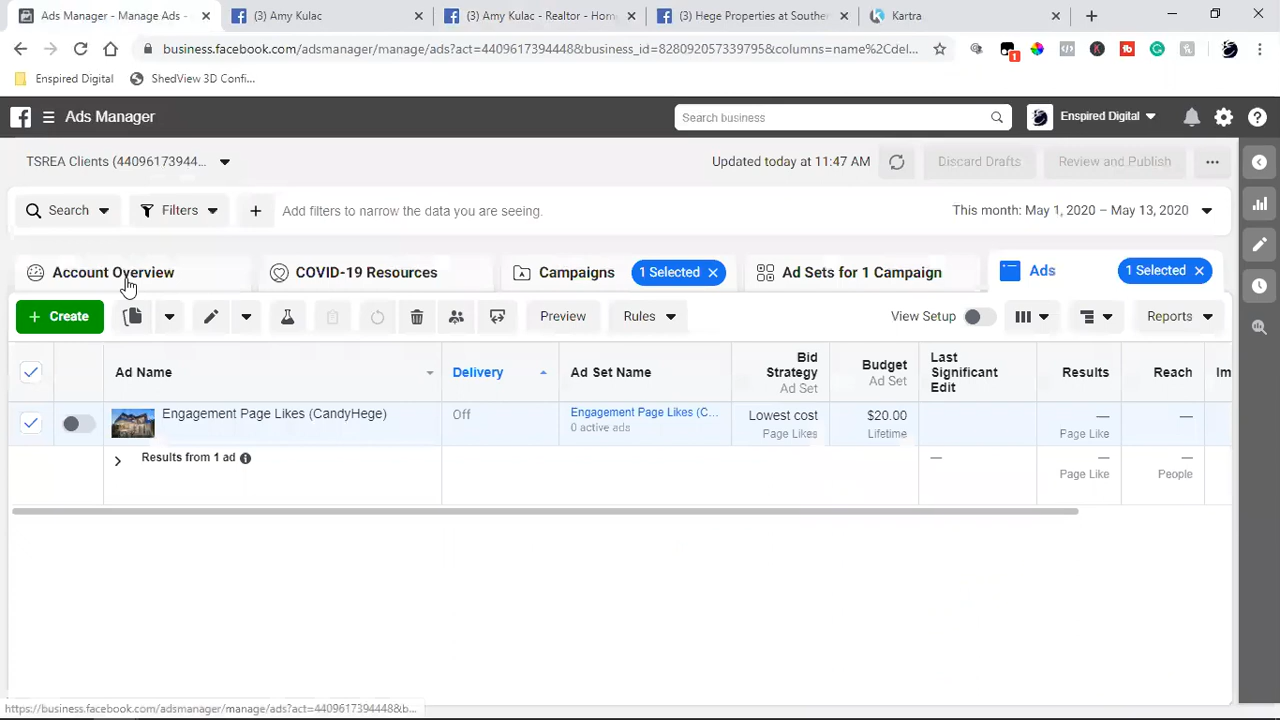 Ads Manager - Manage Ads -
(3) Amy Kulac
(3) Amy Kulac - Realtor - Hom
(3) Hege Properties at Souther
Kartra
business.facebook.com/adsmanager/manage/ads?act=4409617394448&business_id=828092057339795&columns=name%2Cdel...
1
Enspired Digital
ShedView 3D Confi...
Ads Manager
Search business
Enspired Digital
TSREA Clients (44096173944...
Updated today at 11:47 AM
Discard Drafts
Review and Publish
Search
Filters
Add filters to narrow the data you are seeing.
This month: May 1, 2020 – May 13, 2020
Account Overview
COVID-19 Resources
Campaigns
1 Selected
Ad Sets for 1 Campaign
Ads
1 Selected
+ Create
Preview
Rules
View Setup
Reports
Ad Name
Delivery
Ad Set Name
Bid Strategy
Ad Set
Budget
Ad Set
Last Significant Edit
Results
Reach
Im
Engagement Page Likes (CandyHege)
Off
Engagement Page Likes (C...
0 active ads
Lowest cost
Page Likes
$20.00
Lifetime
—
Page Like
—
Results from 1 ad
—
—
Page Like
—
People
https://business.facebook.com/adsmanager/manage/ads?act=4409617394448&b...